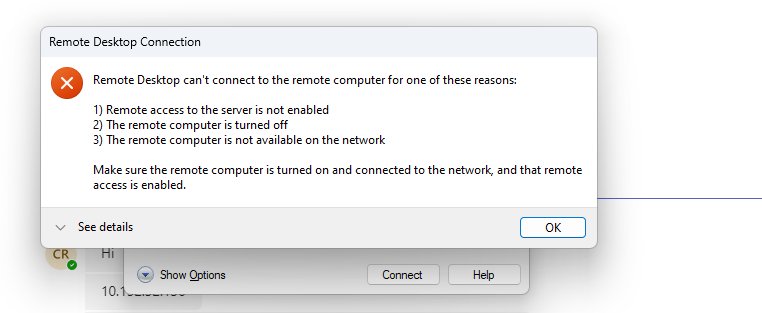 Remote Desktop Connection
Remote Desktop can't connect to the remote computer for one of these reasons:
1) Remote access to the server is not enabled
2) The remote computer is turned off
3) The remote computer is not available on the network
Make sure the remote computer is turned on and connected to the network, and that remote
access is enabled.
See details
OK
CR
Hi
Show Options
Connect
Help